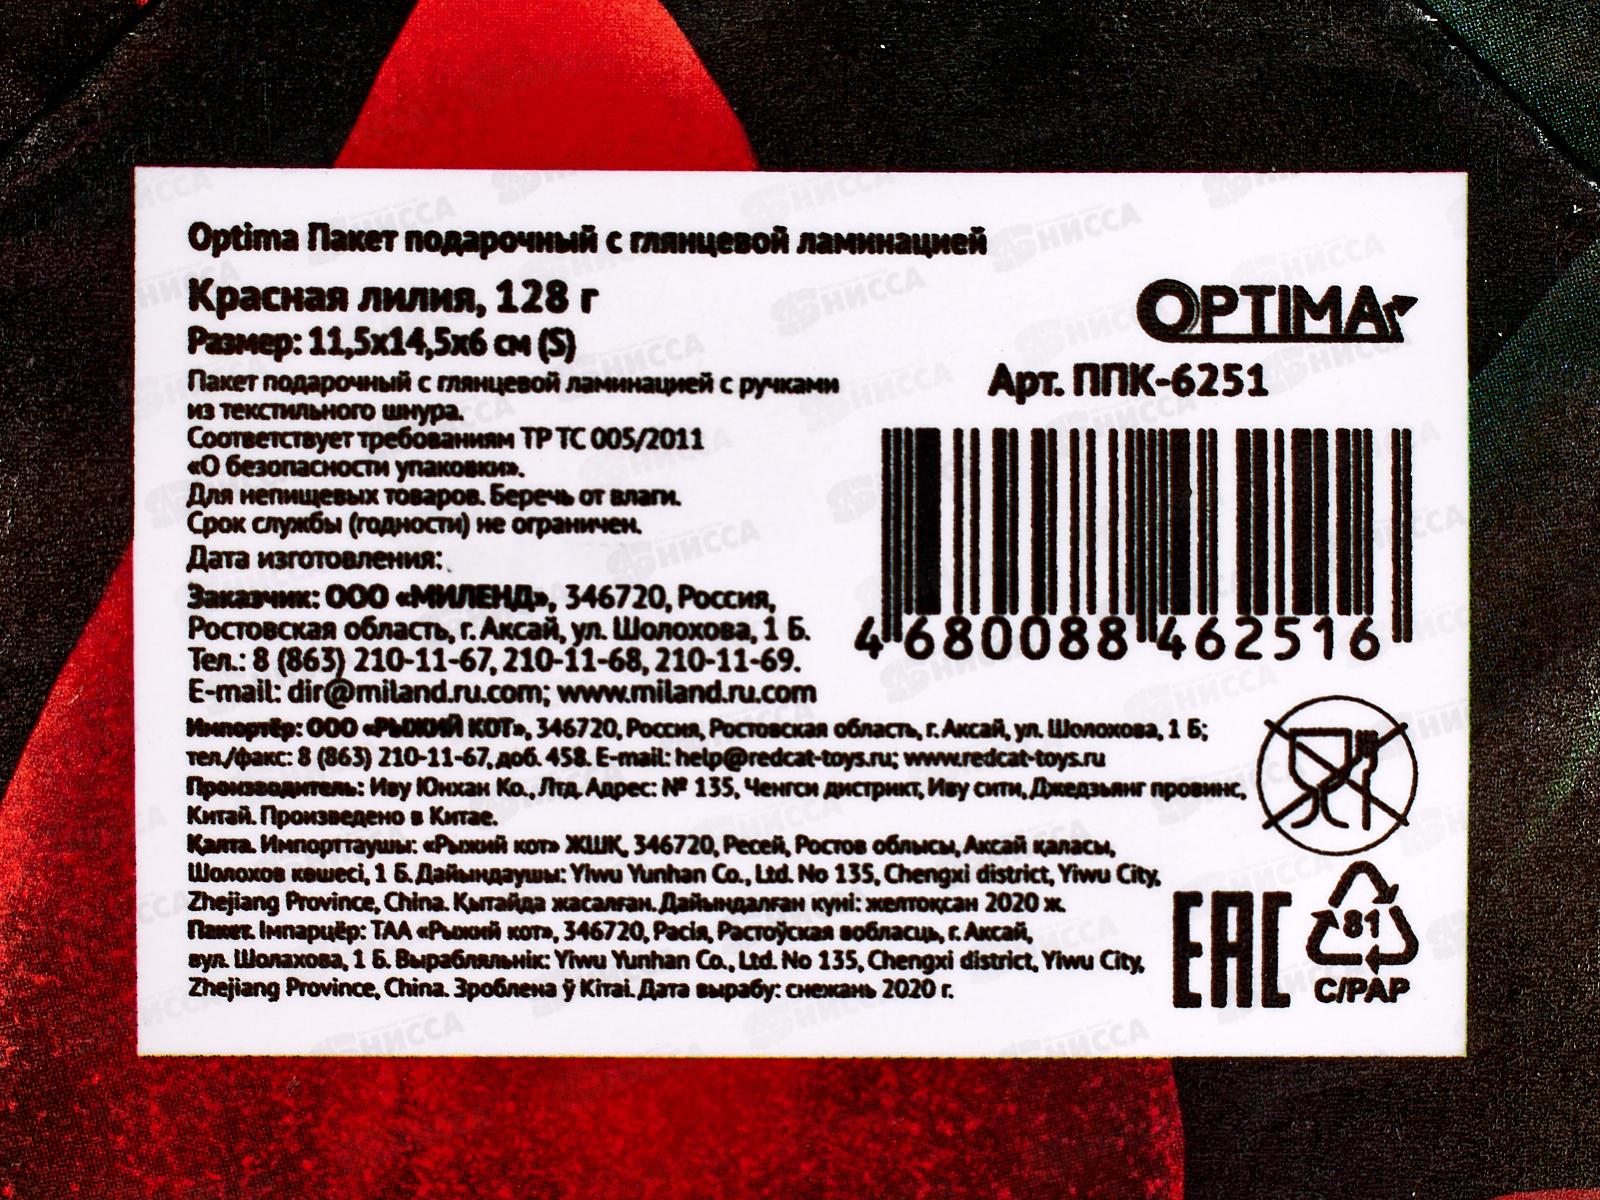 Optima Пакет подарочный с глянцевой ламинацией
Красная лилия, 128 г
Размер: 11,5х14,5х6 см (S)
Пакет подарочный с глянцевой ламинацией с ручками
из текстильного шнура.
Соответствует требованиям ТР ТС 005/2011
«О безопасности упаковки».
Для непищевых товаров. Беречь от влаги.
Срок службы (годности) не ограничен.
Дата изготовления:
Заказчик: ООО «МИЛЕНД», 346720, Россия,
Ростовская область, г. Аксай, ул. Шолохова, 1 Б.
Тел.: 8 (863) 210-11-67, 210-11-68, 210-11-69.
E-mail: dir@miland.ru.com; www.miland.ru.com
Импортёр: ООО «РЫЖИЙ КОТ», 346720, Россия, Ростовская область, г. Аксай, ул. Шолохова, 1 Б;
тел./факс: 8 (863) 210-11-67, доб. 458. E-mail: help@redcat-toys.ru; www.redcat-toys.ru
Производитель: Иву Юнхан Ко., Лтд. Адрес: № 135, Ченгси дистрикт, Иву сити, Джедзьянг провинс,
Китай. Произведено в Китае.
Қалта. Импорттаушы: «Рыжий кот» ЖШҚ, 346720, Ресей, Ростов облысы, Аксай қаласы,
Шолохов көшесі, 1 Б. Дайындаушы: Yiwu Yunhan Co., Ltd. No 135, Chengxi district, Yiwu City,
Zhejiang Province, China. Қытайда жасалған. Дайындалған күні: желтоқсан 2020 ж.
Пакет. Імпарцёр: ТАА «Рыжий кот», 346720, Расія, Растоўская вобласць, г. Аксай,
вул. Шолахова, 1 Б. Вырабляльнік: Yiwu Yunhan Co., Ltd. No 135, Chengxi district, Yiwu City,
Zhejiang Province, China. Зроблена ў Кітаі. Дата вырабу: снежань 2020 г.
OPTIMA
Арт. ППК-6251
4 680088 462516
EAC
81
C/PAP
НИССА